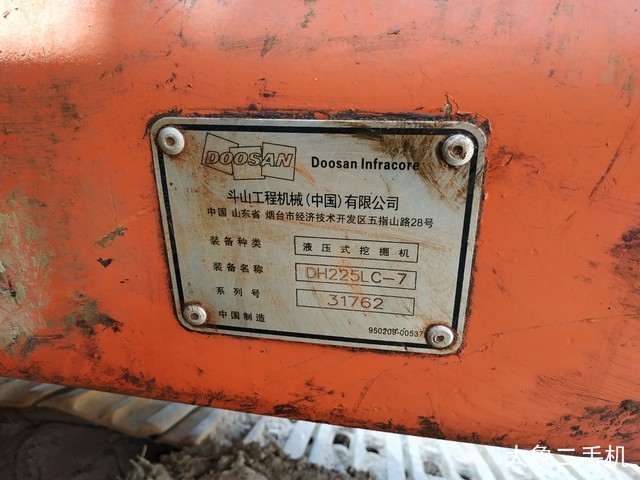 DOOSAN Doosan Infracore
斗山工程机械(中国)有限公司
中国 山东省 烟台市经济技术开发区五指山路28号
装备种类 液压式挖掘机
装备名称 DH225LC-7
系列号 31762
中国制造
950209-00537
二手机